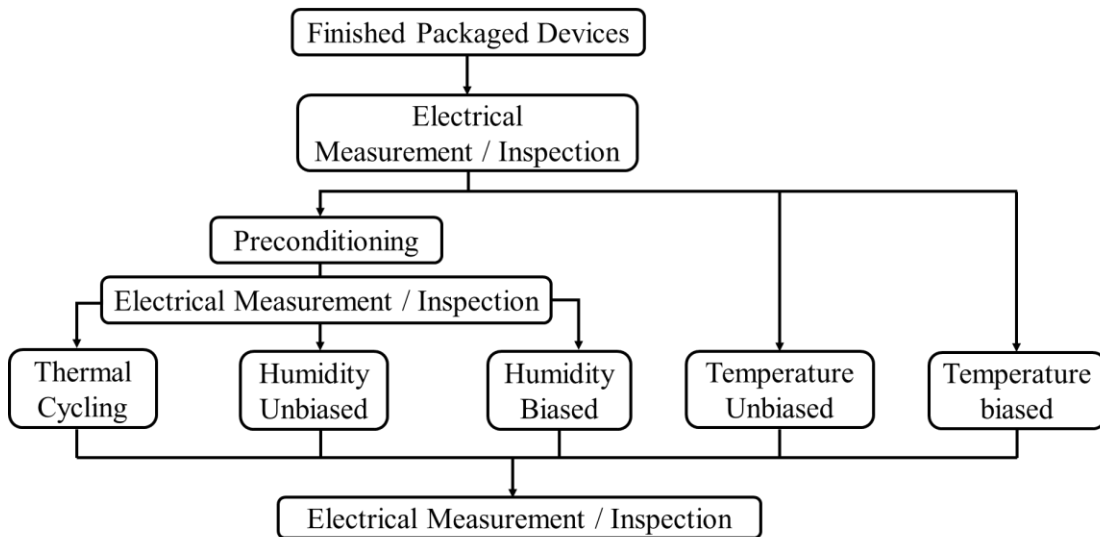 Finished Packaged Devices
Electrical
Measurement / Inspection
Preconditioning
Electrical Measurement / Inspection
Thermal
Cycling
Humidity
Unbiased
Humidity
Biased
Temperature
Unbiased
Temperature
biased
Electrical Measurement / Inspection